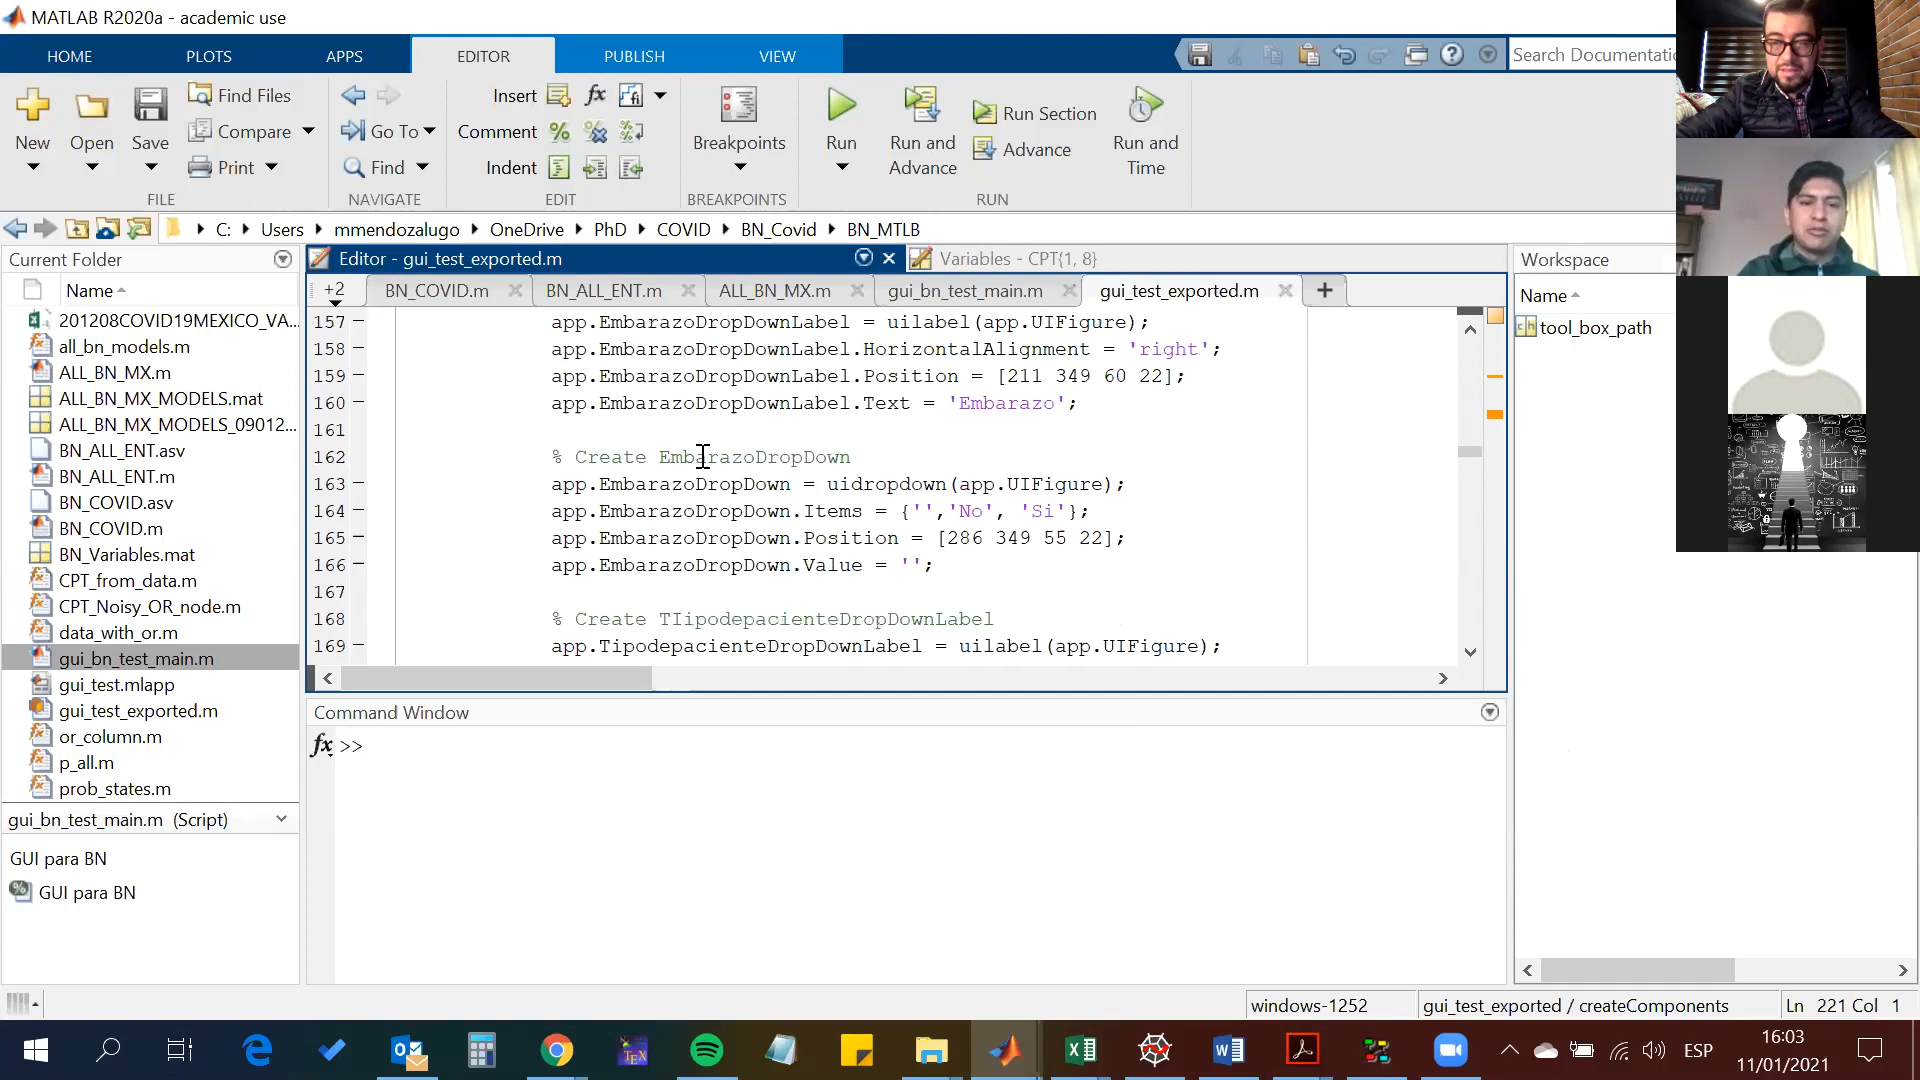 MATLAB R2020a - academic use
HOME PLOTS APPS EDITOR PUBLISH VIEW
Search Documentatio
New Open Save
Find Files
Compare
Print
FILE
Go To
Find
NAVIGATE
Insert
Comment
Indent
EDIT
Breakpoints
BREAKPOINTS
Run
Run and Advance
Run Section
Advance
Run and Time
RUN
C: Users mmendozalugo OneDrive PhD COVID BN_Covid BN_MTLB
Current Folder
Name
201208COVID19MEXICO_VA...
all_bn_models.m
ALL_BN_MX.m
ALL_BN_MX_MODELS.mat
ALL_BN_MX_MODELS_09012...
BN_ALL_ENT.asv
BN_ALL_ENT.m
BN_COVID.asv
BN_COVID.m
BN_Variables.mat
CPT_from_data.m
CPT_Noisy_OR_node.m
data_with_or.m
gui_bn_test_main.m
gui_test.mlapp
gui_test_exported.m
or_column.m
p_all.m
prob_states.m
gui_bn_test_main.m (Script)
GUI para BN
GUI para BN
Editor - gui_test_exported.m
Variables - CPT{1, 8}
+2 BN_COVID.m BN_ALL_ENT.m ALL_BN_MX.m gui_bn_test_main.m gui_test_exported.m
157 app.EmbarazoDropDownLabel = uilabel(app.UIFigure);
158 app.EmbarazoDropDownLabel.HorizontalAlignment = 'right';
159 app.EmbarazoDropDownLabel.Position = [211 349 60 22];
160 app.EmbarazoDropDownLabel.Text = 'Embarazo';
161
162 % Create EmbarazoDropDown
163 app.EmbarazoDropDown = uidropdown(app.UIFigure);
164 app.EmbarazoDropDown.Items = {'','No', 'Si'};
165 app.EmbarazoDropDown.Position = [286 349 55 22];
166 app.EmbarazoDropDown.Value = '';
167
168 % Create TIipodepacienteDropDownLabel
169 app.TipodepacienteDropDownLabel = uilabel(app.UIFigure);
Command Window
fx >>
Workspace
Name
tool_box_path
windows-1252
gui_test_exported / createComponents
Ln 221 Col 1
ESP
16:03
11/01/2021